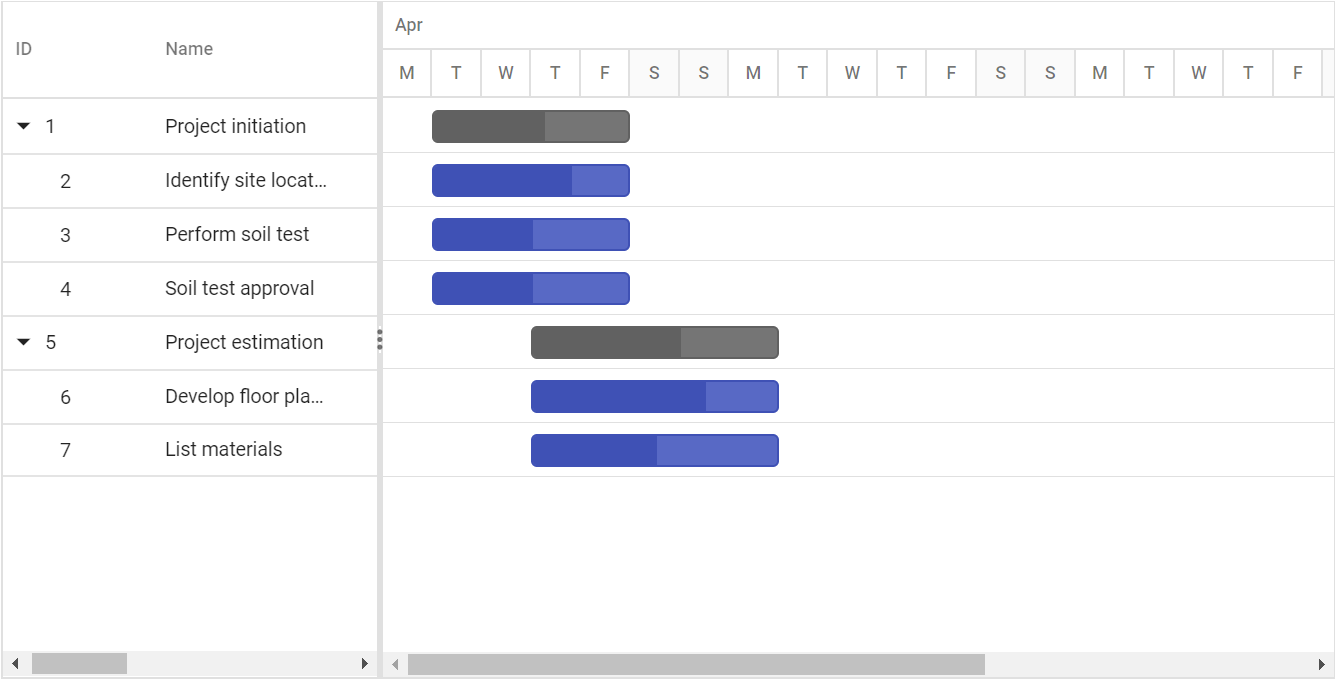 ID Name Apr
M T W T F S S M T W T F S S M T W T F
1 Project initiation
2 Identify site locat...
3 Perform soil test
4 Soil test approval
5 Project estimation
6 Develop floor pla...
7 List materials